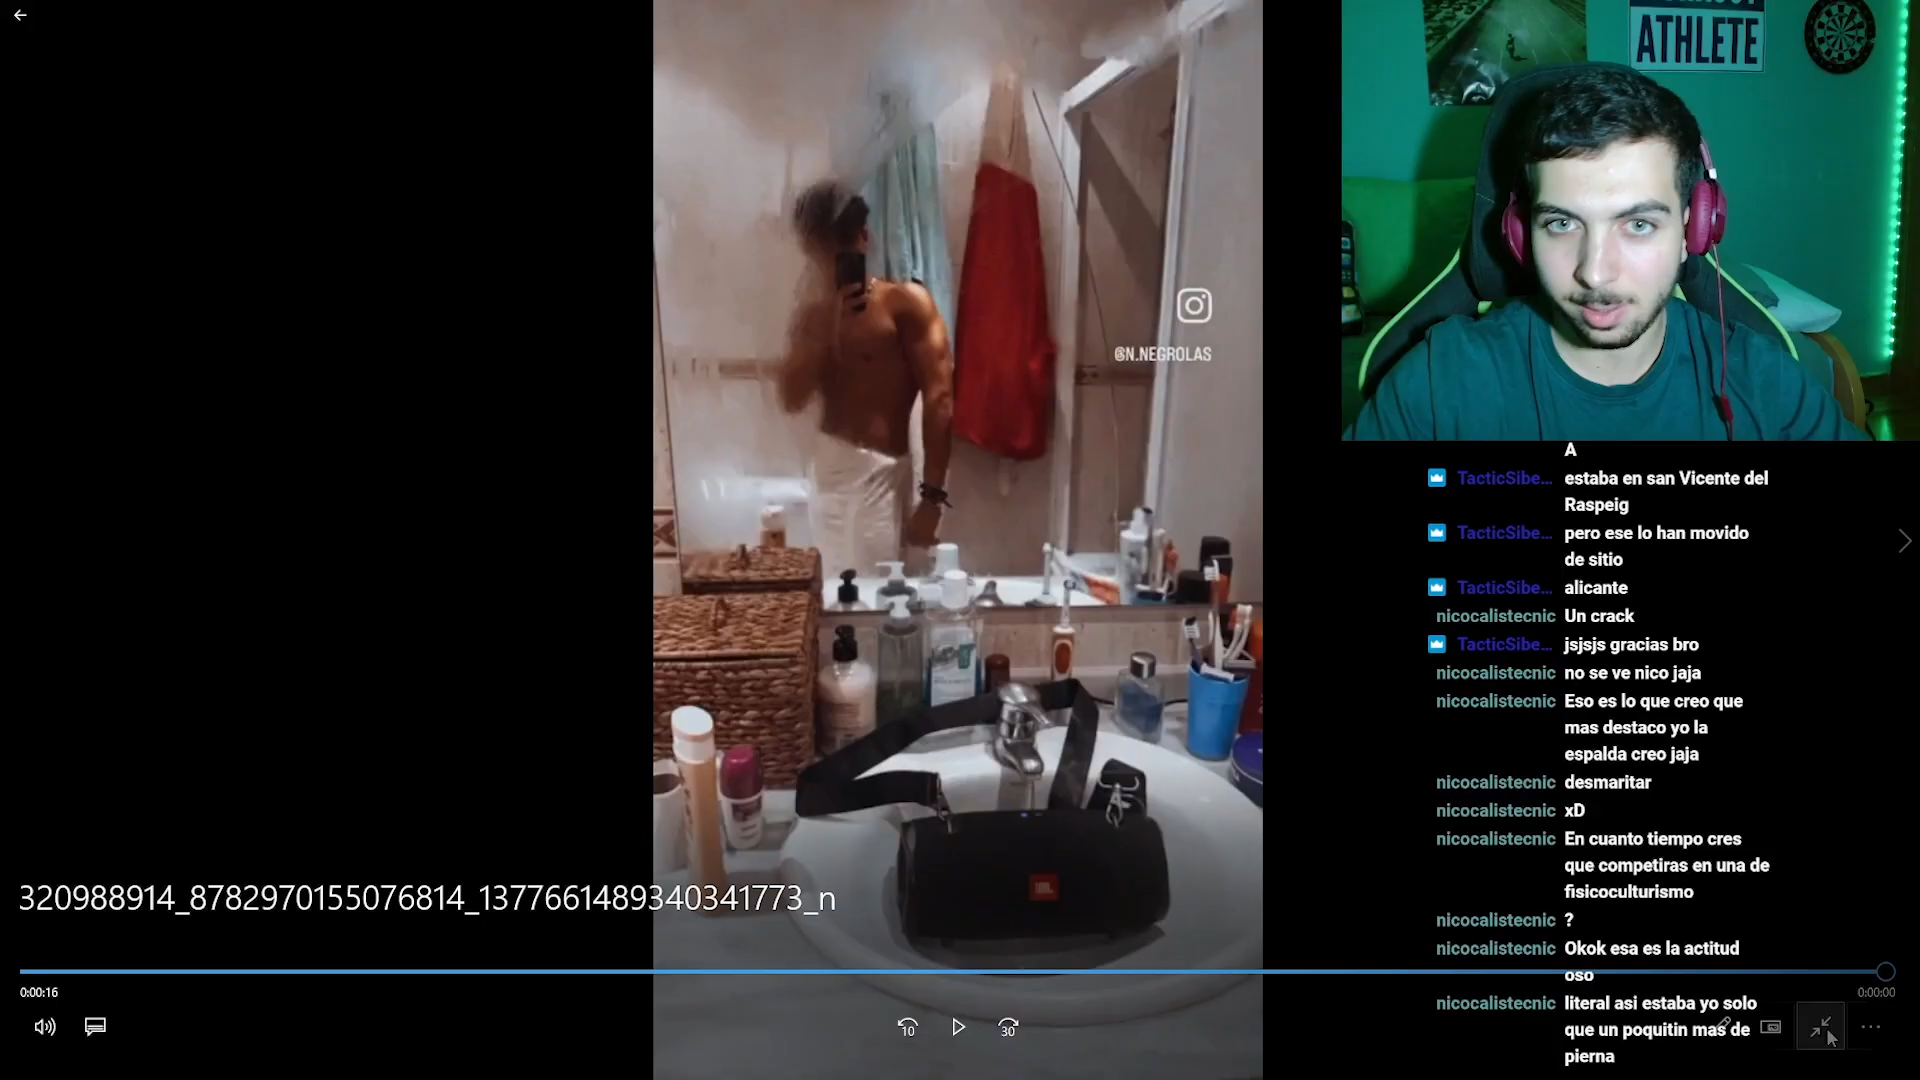 ATHLETE
@N.NEGROLAS
A
TacticSibe... estaba en san Vicente del
Raspeig
TacticSibe... pero ese lo han movido
de sitio
TacticSibe... alicante
nicocalistecnic Un crack
TacticSibe... jsjsjs gracias bro
nicocalistecnic no se ve nico jaja
nicocalistecnic Eso es lo que creo que
mas destaco yo la
espalda creo jaja
nicocalistecnic desmaritar
nicocalistecnic xD
nicocalistecnic En cuanto tiempo cres
que competiras en una de
fisicoculturismo
nicocalistecnic ?
nicocalistecnic Okok esa es la actitud
oso
nicocalistecnic literal asi estaba yo solo
que un poquitin mas de
pierna
JBL
320988914_8782970155076814_1377661489340341773_n
0:00:16
0:00:00
10
30